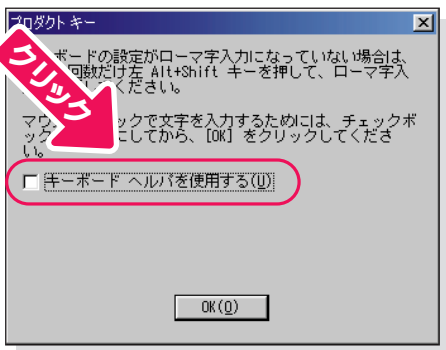 プロダクト キー
ボードの設定がローマ字入力になっていない場合は、
回数だけ左 Alt+Shift キーを押して、ローマ字入
ください。
クリック
マウ
ックで文字を入力するためには、チェックボ
ック
にしてから、[OK] をクリックしてくださ
い。
キーボード ヘルパを使用する(U)
OK(O)